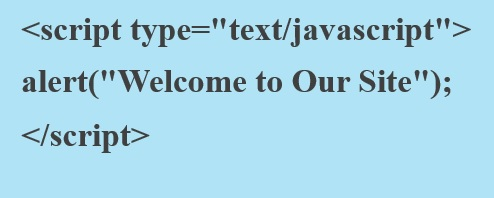 <script type="text/javascript">
alert("Welcome to Our Site");
</script>